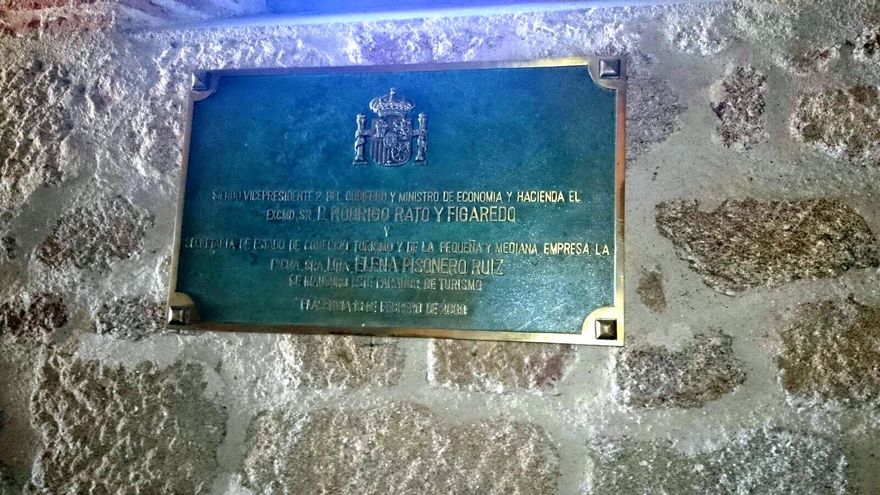 SIENDO VICEPRESIDENTE 2 DEL GOBIERNO Y MINISTRO DE ECONOMIA Y HACIENDA EL
EXCMO. SR. D. RODRIGO RATO Y FIGAREDO
Y
SECRETARIA DE ESTADO DE COMERCIO, TURISMO Y DE LA PEQUEÑA Y MEDIANA EMPRESA LA
EXCMA. SRA. DÑA. ELENA PISONERO RUIZ
SE INAUGURO ESTE PARADOR DE TURISMO
PLASENCIA DE FEBRERO DE 2000